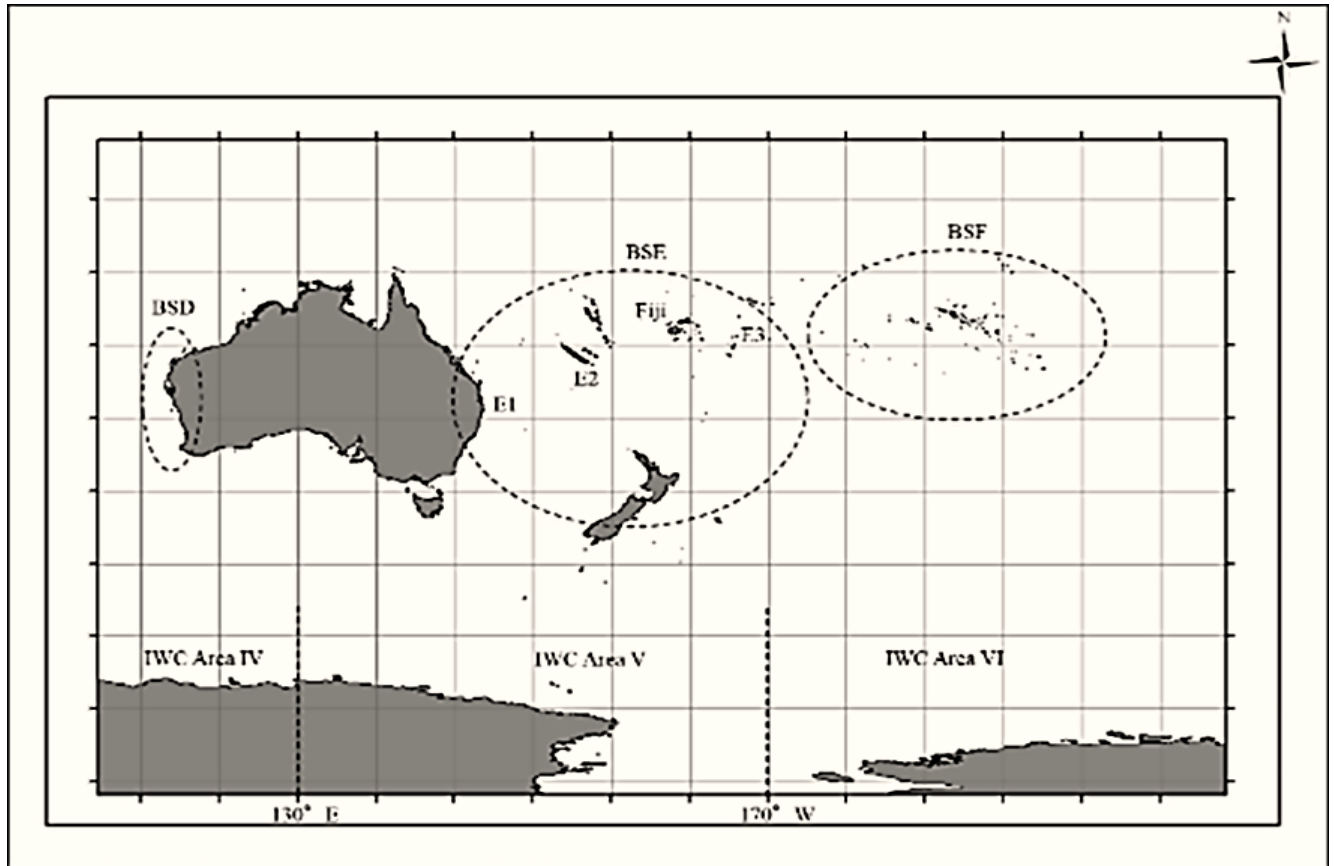 N
BSF
BSE
BSD
Fiji
E3
E2
E1
IWC Area IV
IWC Area V
IWC Area VI
130° E
170° W